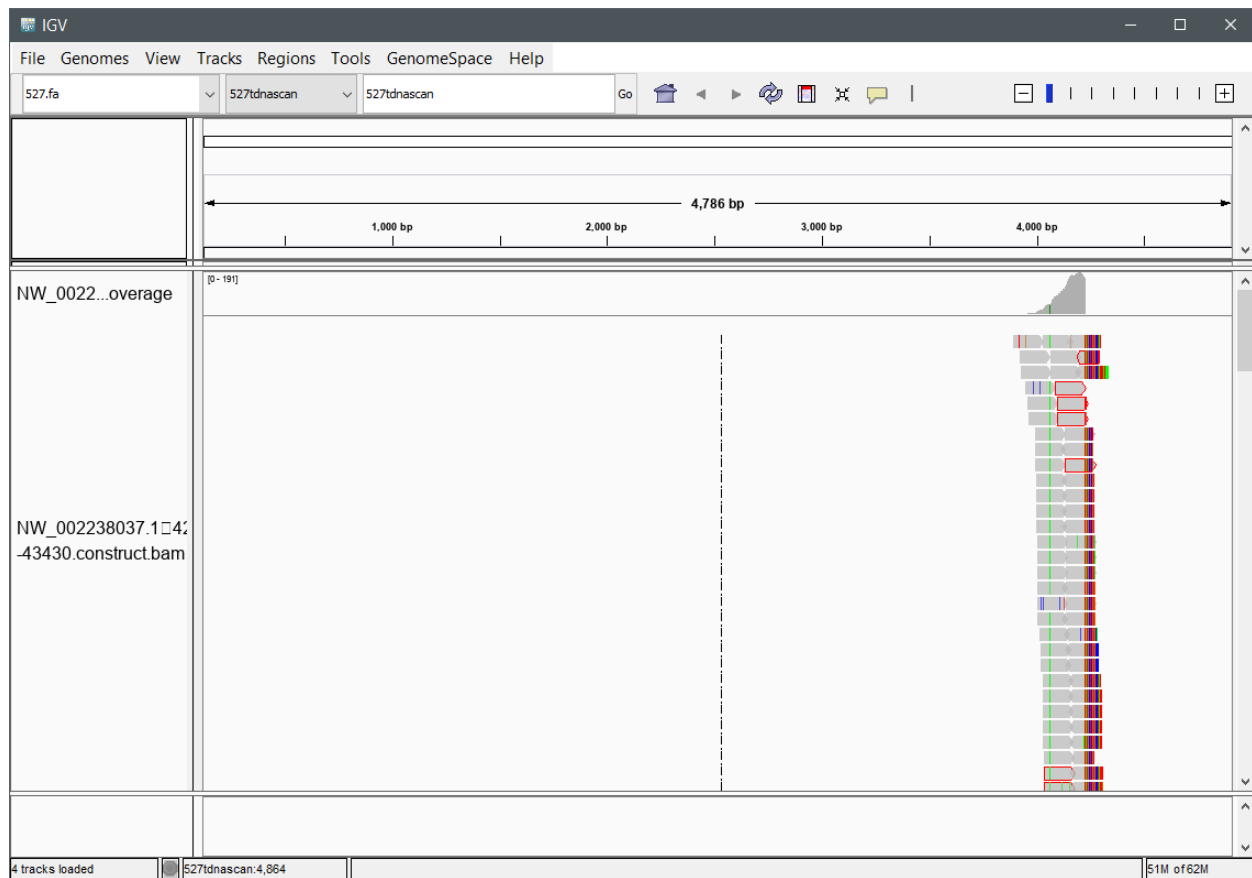 IGV
File Genomes View Tracks Regions Tools GenomeSpace Help
527.fa 527tdnascan 527tdnascan Go
4,786 bp
1,000 bp 2,000 bp 3,000 bp 4,000 bp
[0 - 191]
NW_0022...overage
NW_002238037.1□42
-43430.construct.bam
4 tracks loaded 527tdnascan:4,864 51M of 62M